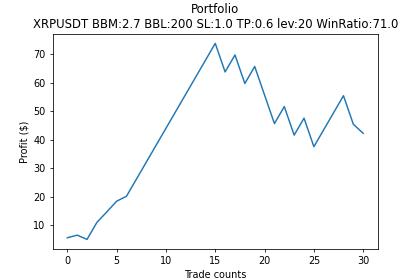 Portfolio
XRPUSDT BBM:2.7 BBL:200 SL:1.0 TP:0.6 lev:20 WinRatio:71.0
Profit ($)
70
60
50
40
30
20
10
0 5 10 15 20 25 30
Trade counts